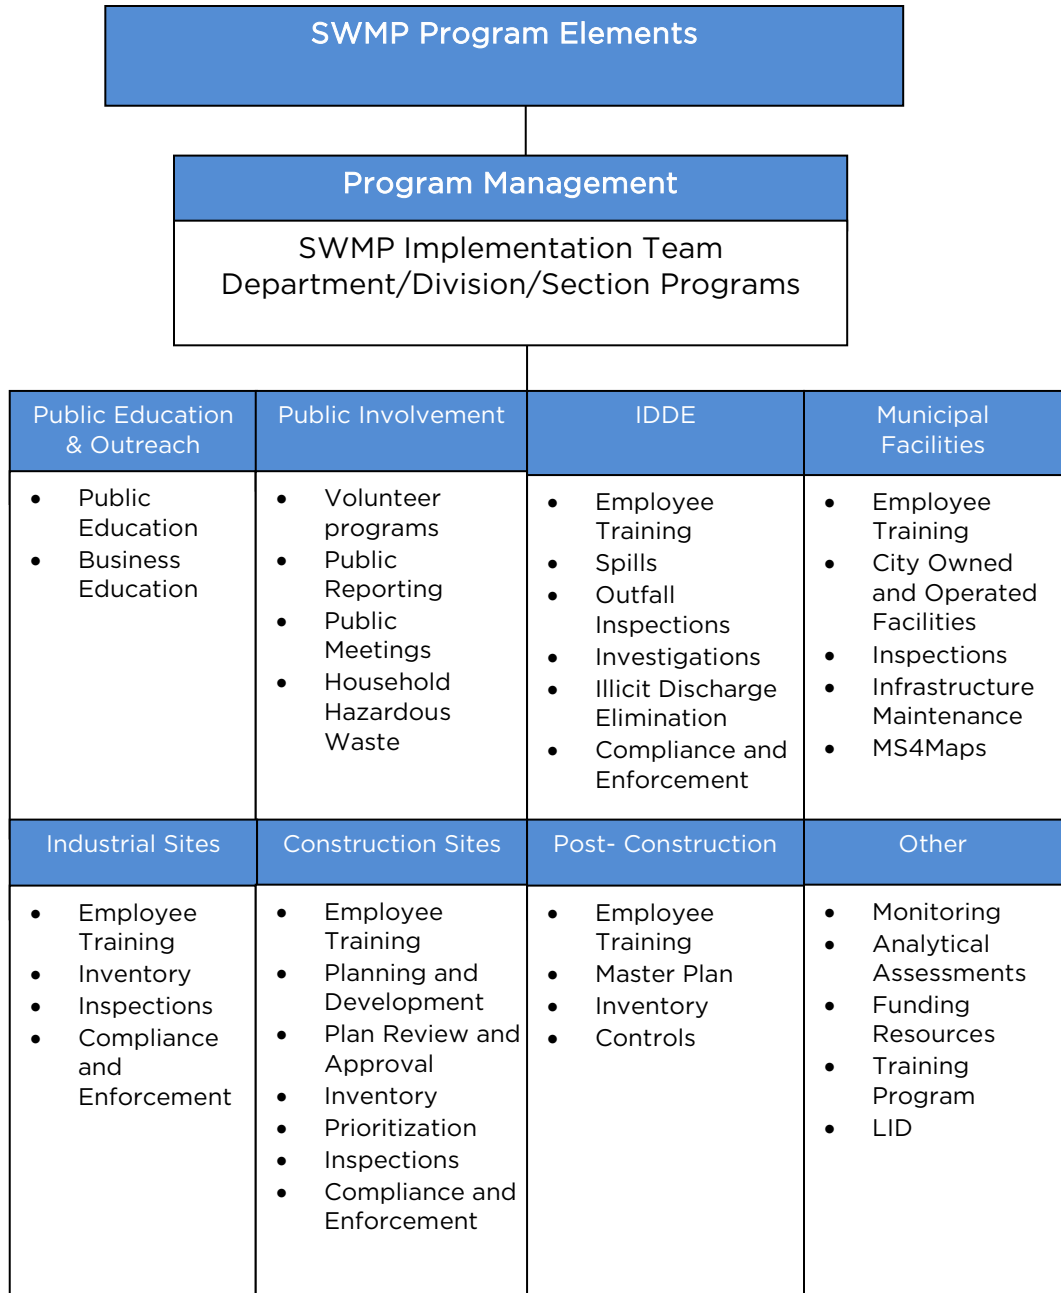 SWMP Program Elements
Program Management
SWMP Implementation Team
Department/Division/Section Programs
Public Education
& Outreach
• Public
Education
• Business
Education
Public Involvement
• Volunteer
programs
• Public
Reporting
• Public
Meetings
• Household
Hazardous
Waste
IDDE
• Employee
Training
• Spills
• Outfall
Inspections
• Investigations
• Illicit Discharge
Elimination
• Compliance and
Enforcement
Municipal
Facilities
• Employee
Training
• City Owned
and Operated
Facilities
• Inspections
• Infrastructure
Maintenance
• MS4Maps
Industrial Sites
• Employee
Training
• Inventory
• Inspections
• Compliance
and
Enforcement
Construction Sites
• Employee
Training
• Planning and
Development
• Plan Review and
Approval
• Inventory
• Prioritization
• Inspections
• Compliance and
Enforcement
Post- Construction
• Employee
Training
• Master Plan
• Inventory
• Controls
Other
• Monitoring
• Analytical
Assessments
• Funding
Resources
• Training
Program
• LID